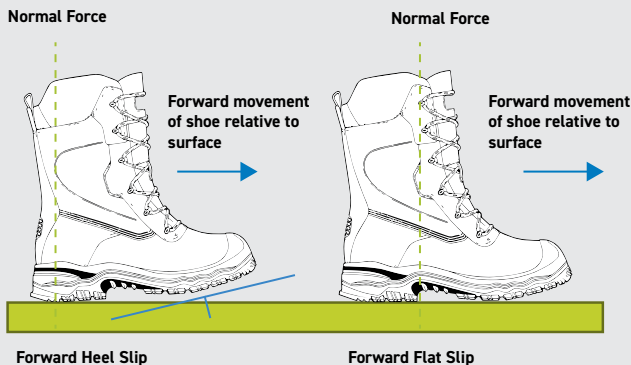 Normal Force
Normal Force
Forward movement
of shoe relative to
surface
Forward movement
of shoe relative to
surface
Forward Heel Slip
Forward Flat Slip